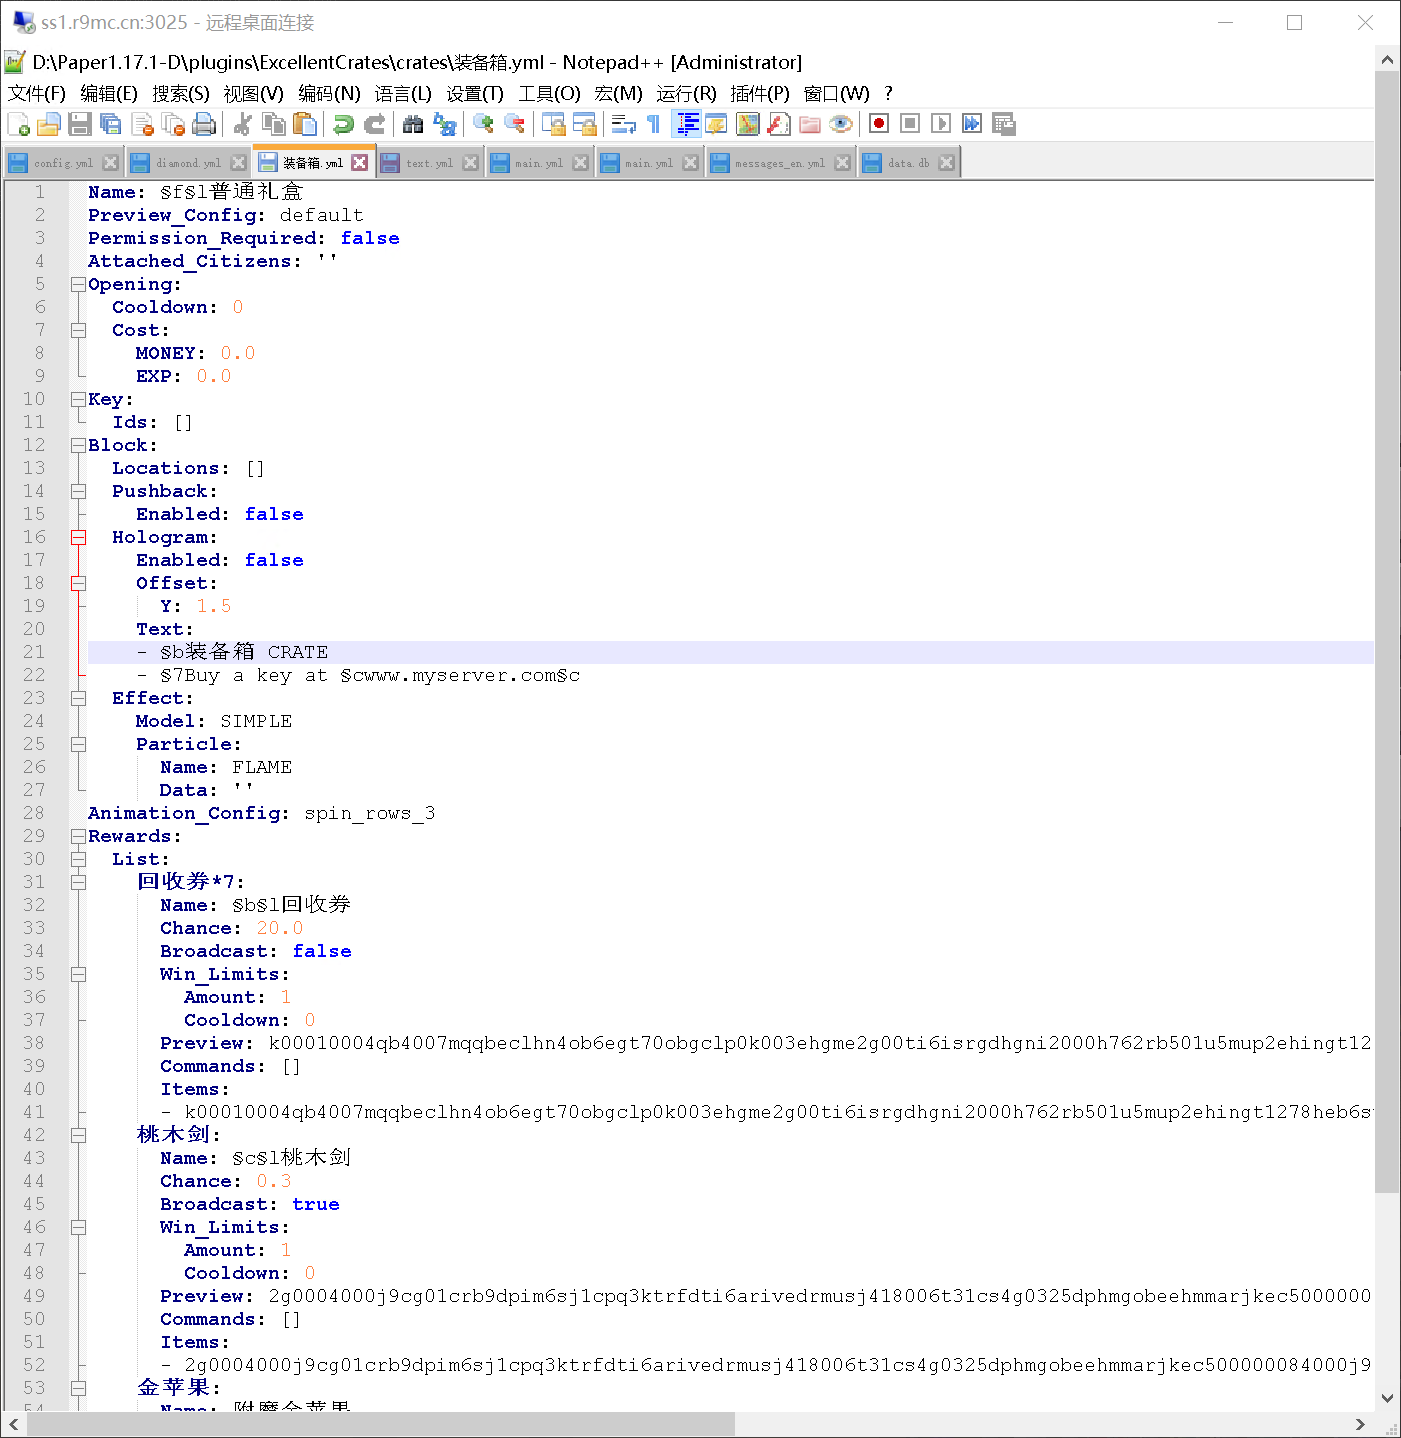 ss1.r9mc.cn:3025 - 远程桌面连接
D:\Paper1.17.1-D\plugins\ExcellentCrates\crates\装备箱.yml - Notepad++ [Administrator]
文件(F) 编辑(E) 搜索(S) 视图(V) 编码(N) 语言(L) 设置(T) 工具(O) 宏(M) 运行(R) 插件(P) 窗口(W) ?
config.yml diamond.yml 装备箱.yml text.yml main.yml main.yml messages_en.yml data.db
1 Name: §f§l普通礼盒
2 Preview_Config: default
3 Permission_Required: false
4 Attached_Citizens: ''
5 Opening:
6 Cooldown: 0
7 Cost:
8 MONEY: 0.0
9 EXP: 0.0
10 Key:
11 Ids: []
12 Block:
13 Locations: []
14 Pushback:
15 Enabled: false
16 Hologram:
17 Enabled: false
18 Offset:
19 Y: 1.5
20 Text:
21 - §b装备箱 CRATE
22 - §7Buy a key at §cwww.myserver.com§c
23 Effect:
24 Model: SIMPLE
25 Particle:
26 Name: FLAME
27 Data: ''
28 Animation_Config: spin_rows_3
29 Rewards:
30 List:
31 回收券*7:
32 Name: §b§l回收券
33 Chance: 20.0
34 Broadcast: false
35 Win_Limits:
36 Amount: 1
37 Cooldown: 0
38 Preview: k00010004qb4007mqqbeclhn4ob6egt70obgclp0k003ehgme2g00ti6isrgdhgni2000h762rb501u5mup2ehingt12
39 Commands: []
40 Items:
41 - k00010004qb4007mqqbeclhn4ob6egt70obgclp0k003ehgme2g00ti6isrgdhgni2000h762rb501u5mup2ehingt1278heb6s
42 桃木剑:
43 Name: §c§l桃木剑
44 Chance: 0.3
45 Broadcast: true
46 Win_Limits:
47 Amount: 1
48 Cooldown: 0
49 Preview: 2g0004000j9cg01crb9dpim6sj1cpq3ktrfdti6arivedrmusj418006t31cs4g0325dphmgobeehmmarjkec5000000
50 Commands: []
51 Items:
52 - 2g0004000j9cg01crb9dpim6sj1cpq3ktrfdti6arivedrmusj418006t31cs4g0325dphmgobeehmmarjkec500000084000j9
53 金苹果:
54 Name: 附魔金苹果